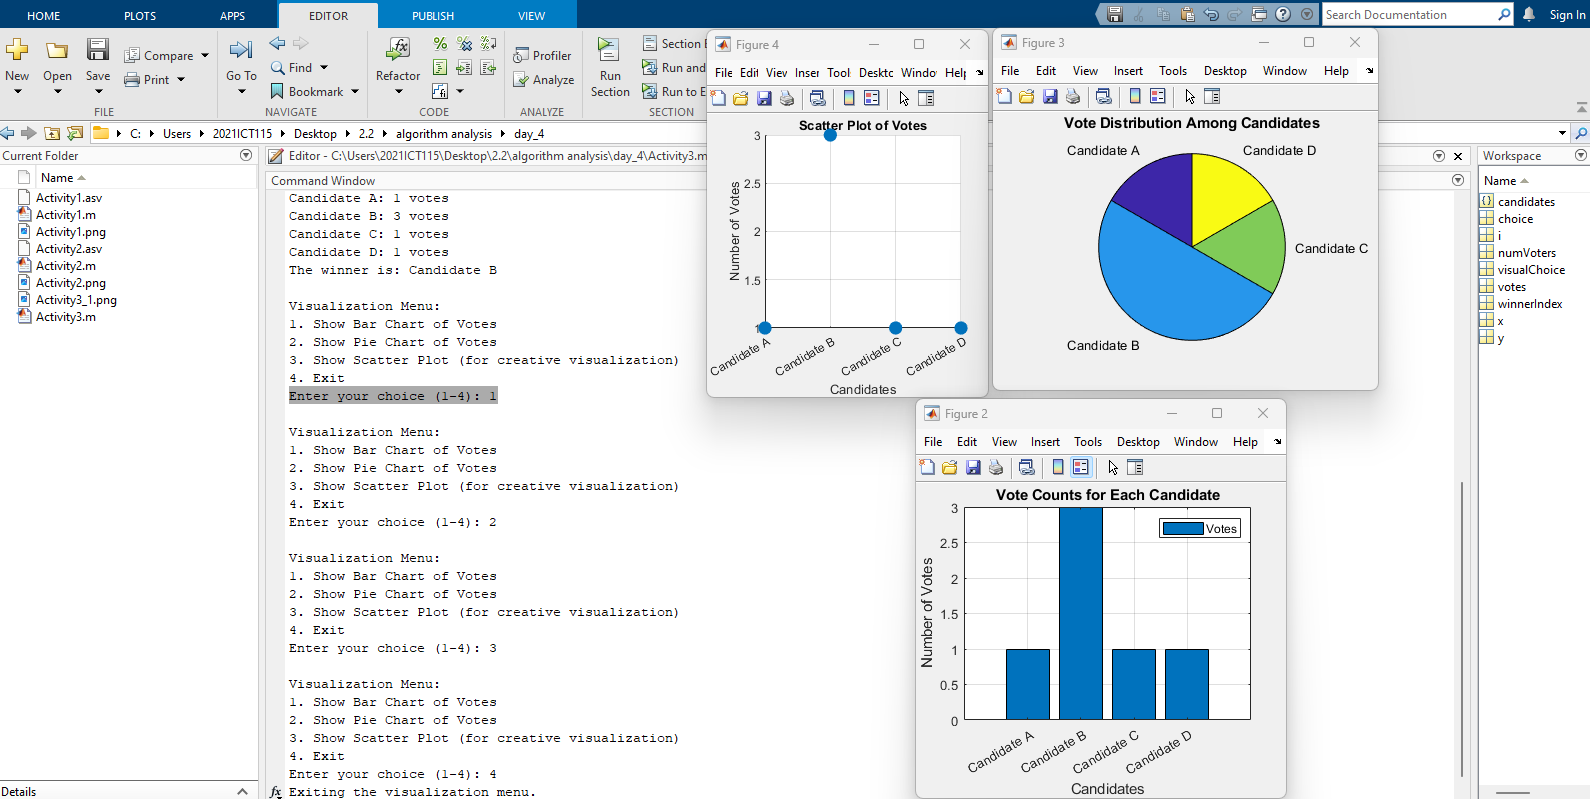 HOME PLOTS APPS EDITOR PUBLISH VIEW
Search Documentation
Sign In
New Open Save
Compare
Print
FILE
Go To
Find
Bookmark
NAVIGATE
Refactor
CODE
Profiler
Analyze
ANALYZE
Run Section
Section
Run and
Run to E
SECTION
C: Users 2021ICT115 Desktop 2.2 algorithm analysis day_4
Current Folder
Name
Activity1.asv
Activity1.m
Activity1.png
Activity2.asv
Activity2.m
Activity2.png
Activity3_1.png
Activity3.m
Details
Editor - C:\Users\2021ICT115\Desktop\2.2\algorithm analysis\day_4\Activity3.m
Command Window
Candidate A: 1 votes
Candidate B: 3 votes
Candidate C: 1 votes
Candidate D: 1 votes
The winner is: Candidate B
Visualization Menu:
1. Show Bar Chart of Votes
2. Show Pie Chart of Votes
3. Show Scatter Plot (for creative visualization)
4. Exit
Enter your choice (1-4): 1
Visualization Menu:
1. Show Bar Chart of Votes
2. Show Pie Chart of Votes
3. Show Scatter Plot (for creative visualization)
4. Exit
Enter your choice (1-4): 2
Visualization Menu:
1. Show Bar Chart of Votes
2. Show Pie Chart of Votes
3. Show Scatter Plot (for creative visualization)
4. Exit
Enter your choice (1-4): 3
Visualization Menu:
1. Show Bar Chart of Votes
2. Show Pie Chart of Votes
3. Show Scatter Plot (for creative visualization)
4. Exit
Enter your choice (1-4): 4
fx Exiting the visualization menu.
Figure 4
File Edit View Inser Tool Deskto Windo Help
Scatter Plot of Votes
Number of Votes
3
2.5
2
1.5
1
Candidate A Candidate B Candidate C Candidate D
Candidates
Figure 3
File Edit View Insert Tools Desktop Window Help
Vote Distribution Among Candidates
Candidate A
Candidate D
Candidate C
Candidate B
Figure 2
File Edit View Insert Tools Desktop Window Help
Vote Counts for Each Candidate
Votes
Number of Votes
3
2.5
2
1.5
1
0.5
0
Candidate A Candidate B Candidate C Candidate D
Candidates
Workspace
Name
candidates
choice
i
numVoters
visualChoice
votes
winnerIndex
x
y